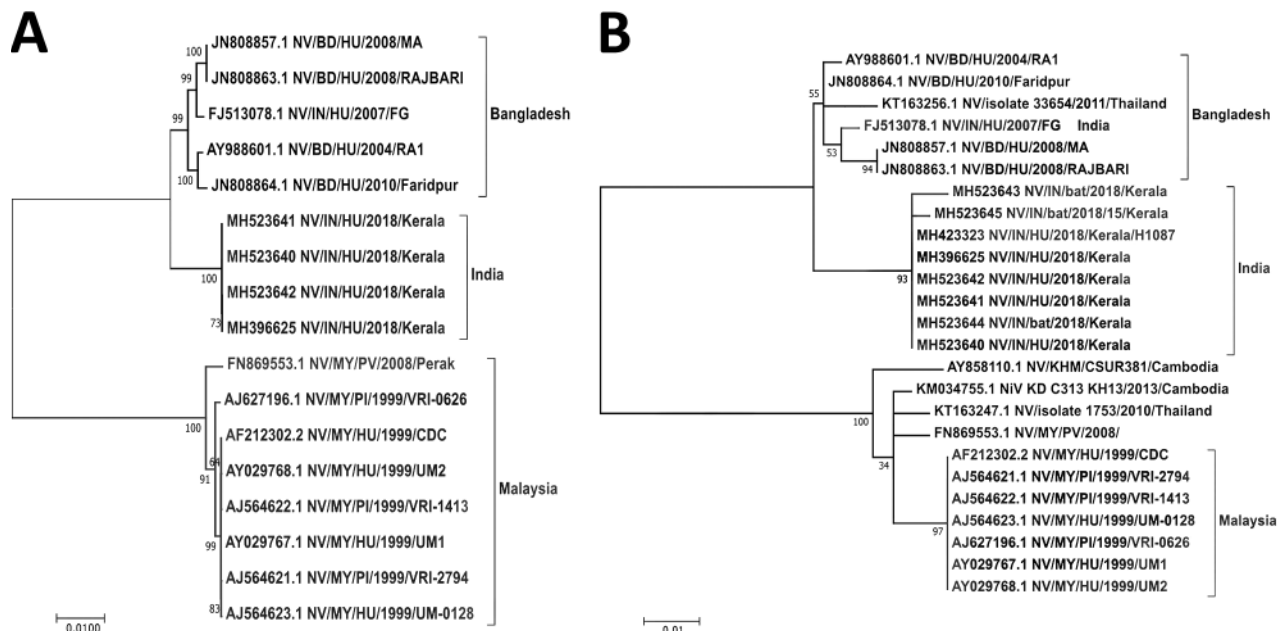 A
100
JN808857.1 NV/BD/HU/2008/MA
99
JN808863.1 NV/BD/HU/2008/RAJBARI
99
FJ513078.1 NV/IN/HU/2007/FG
Bangladesh
AY988601.1 NV/BD/HU/2004/RA1
100
JN808864.1 NV/BD/HU/2010/Faridpur
MH523641 NV/IN/HU/2018/Kerala
MH523640 NV/IN/HU/2018/Kerala
100
India
MH523642 NV/IN/HU/2018/Kerala
73
MH396625 NV/IN/HU/2018/Kerala
FN869553.1 NV/MY/PV/2008/Perak
AJ627196.1 NV/MY/PI/1999/VRI-0626
100
AF212302.2 NV/MY/HU/1999/CDC
64
91
AY029768.1 NV/MY/HU/1999/UM2
Malaysia
AJ564622.1 NV/MY/PI/1999/VRI-1413
99
AY029767.1 NV/MY/HU/1999/UM1
AJ564621.1 NV/MY/PI/1999/VRI-2794
83
AJ564623.1 NV/MY/HU/1999/UM-0128
0.0100
B
AY988601.1 NV/BD/HU/2004/RA1
JN808864.1 NV/BD/HU/2010/Faridpur
55
KT163256.1 NV/isolate 33654/2011/Thailand
Bangladesh
FJ513078.1 NV/IN/HU/2007/FG India
53
JN808857.1 NV/BD/HU/2008/MA
94
JN808863.1 NV/BD/HU/2008/RAJBARI
MH523643 NV/IN/bat/2018/Kerala
MH523645 NV/IN/bat/2018/15/Kerala
MH423323 NV/IN/HU/2018/Kerala/H1087
MH396625 NV/IN/HU/2018/Kerala
93
India
MH523642 NV/IN/HU/2018/Kerala
MH523641 NV/IN/HU/2018/Kerala
MH523644 NV/IN/bat/2018/Kerala
MH523640 NV/IN/HU/2018/Kerala
AY858110.1 NV/KHM/CSUR381/Cambodia
KM034755.1 NiV KD C313 KH13/2013/Cambodia
100
KT163247.1 NV/isolate 1753/2010/Thailand
FN869553.1 NV/MY/PV/2008/
34
AF212302.2 NV/MY/HU/1999/CDC
AJ564621.1 NV/MY/PI/1999/VRI-2794
AJ564622.1 NV/MY/PI/1999/VRI-1413
97
AJ564623.1 NV/MY/HU/1999/UM-0128
Malaysia
AJ627196.1 NV/MY/PI/1999/VRI-0626
AY029767.1 NV/MY/HU/1999/UM1
AY029768.1 NV/MY/HU/1999/UM2
0.01